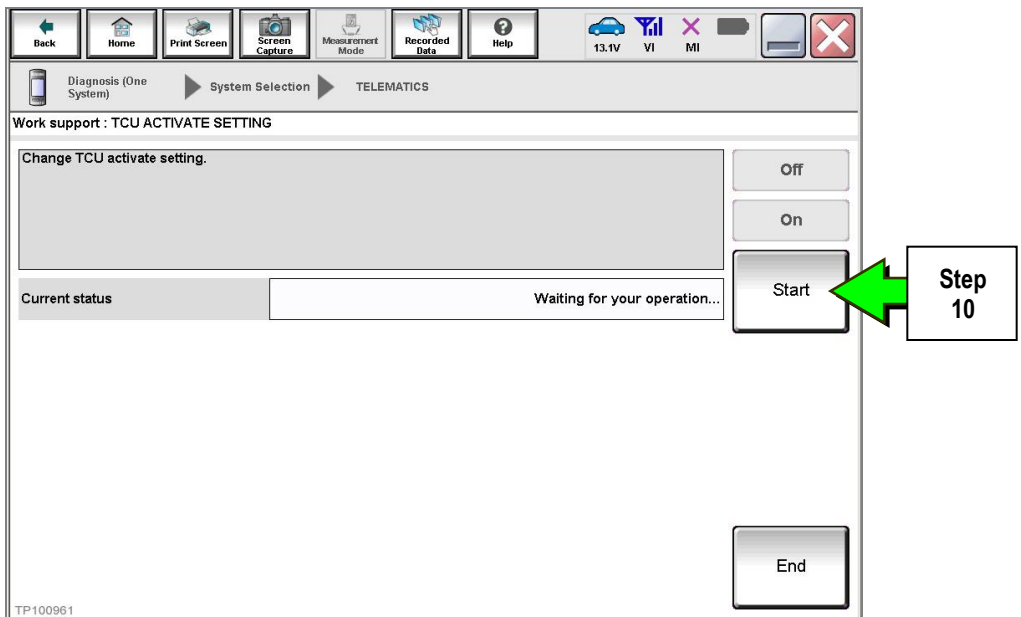 Back
Home
Print Screen
Screen
Capture
Measurement
Mode
Recorded
Data
Help
13.1V
VI
MI
Diagnosis (One
System)
System Selection
TELEMATICS
Work support : TCU ACTIVATE SETTING
Change TCU activate setting.
Off
On
Current status
Waiting for your operation...
Start
Step
10
End
TP100961